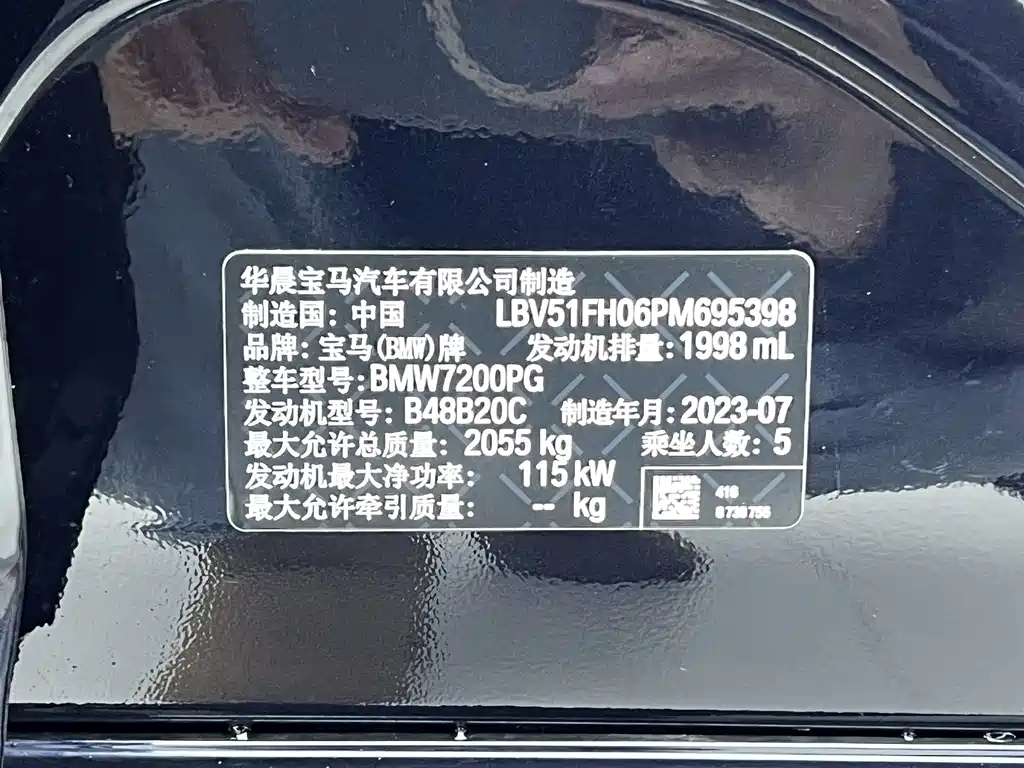 华晨宝马汽车有限公司制造
制造国：中国 LBV51FH06PM695398
品牌：宝马(BMW)牌 发动机排量：1998 mL
整车型号：BMW7200PG
发动机型号：B48B20C 制造年月：2023-07
最大允许总质量：2055 kg 乘坐人数：5
发动机最大净功率：115 kW
最大允许牵引质量：-- kg
416